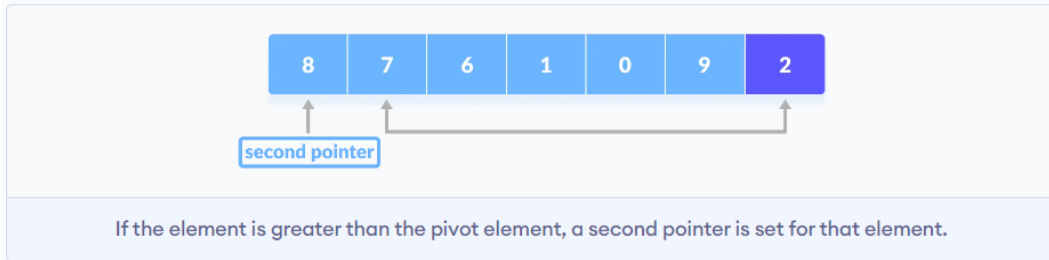 8 7 6 1 0 9 2
second pointer
If the element is greater than the pivot element, a second pointer is set for that element.